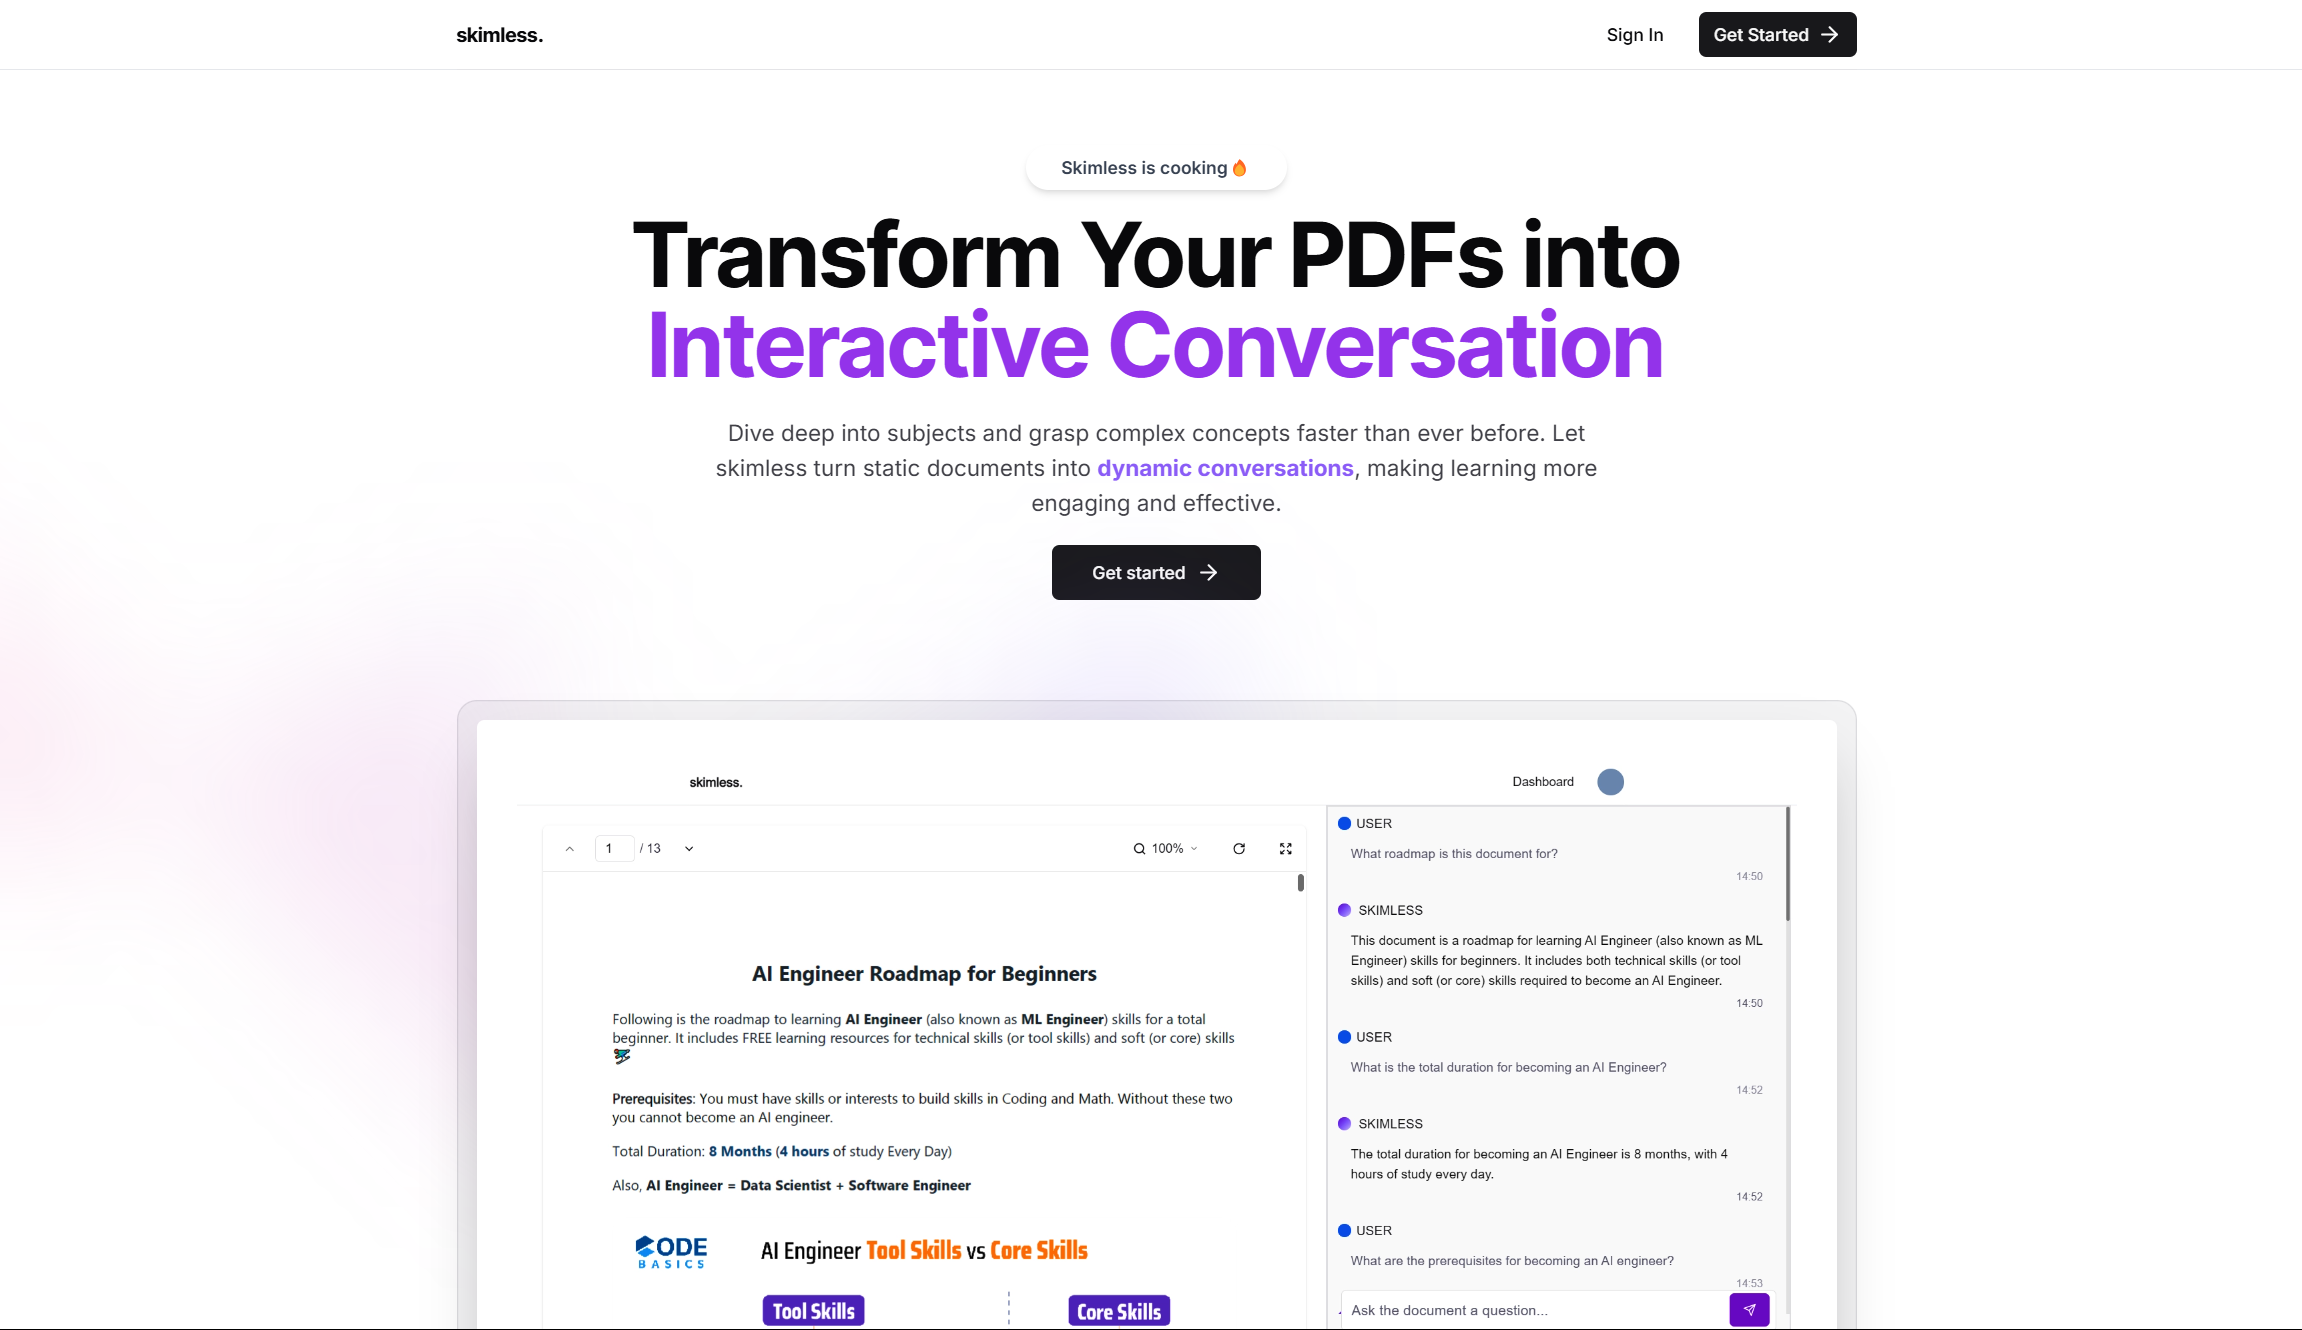 skimless.
Sign In
Get Started
Skimless is cooking🔥
Transform Your PDFs into
Interactive Conversation
Dive deep into subjects and grasp complex concepts faster than ever before. Let
skimless turn static documents into dynamic conversations, making learning more
engaging and effective.
Get started
skimless.
Dashboard
1 / 13
100%
AI Engineer Roadmap for Beginners
Following is the roadmap to learning AI Engineer (also known as ML Engineer) skills for a total
beginner. It includes FREE learning resources for technical skills (or tool skills) and soft (or core) skills
Prerequisites: You must have skills or interests to build skills in Coding and Math. Without these two
you cannot become an AI engineer.
Total Duration: 8 Months (4 hours of study Every Day)
Also, AI Engineer = Data Scientist + Software Engineer
CODE
BASICS
AI Engineer Tool Skills vs Core Skills
Tool Skills
Core Skills
USER
What roadmap is this document for?
14:50
SKIMLESS
This document is a roadmap for learning AI Engineer (also known as ML
Engineer) skills for beginners. It includes both technical skills (or tool
skills) and soft (or core) skills required to become an AI Engineer.
14:50
USER
What is the total duration for becoming an AI Engineer?
14:52
SKIMLESS
The total duration for becoming an AI Engineer is 8 months, with 4
hours of study every day.
14:52
USER
What are the prerequisites for becoming an AI engineer?
14:53
Ask the document a question...